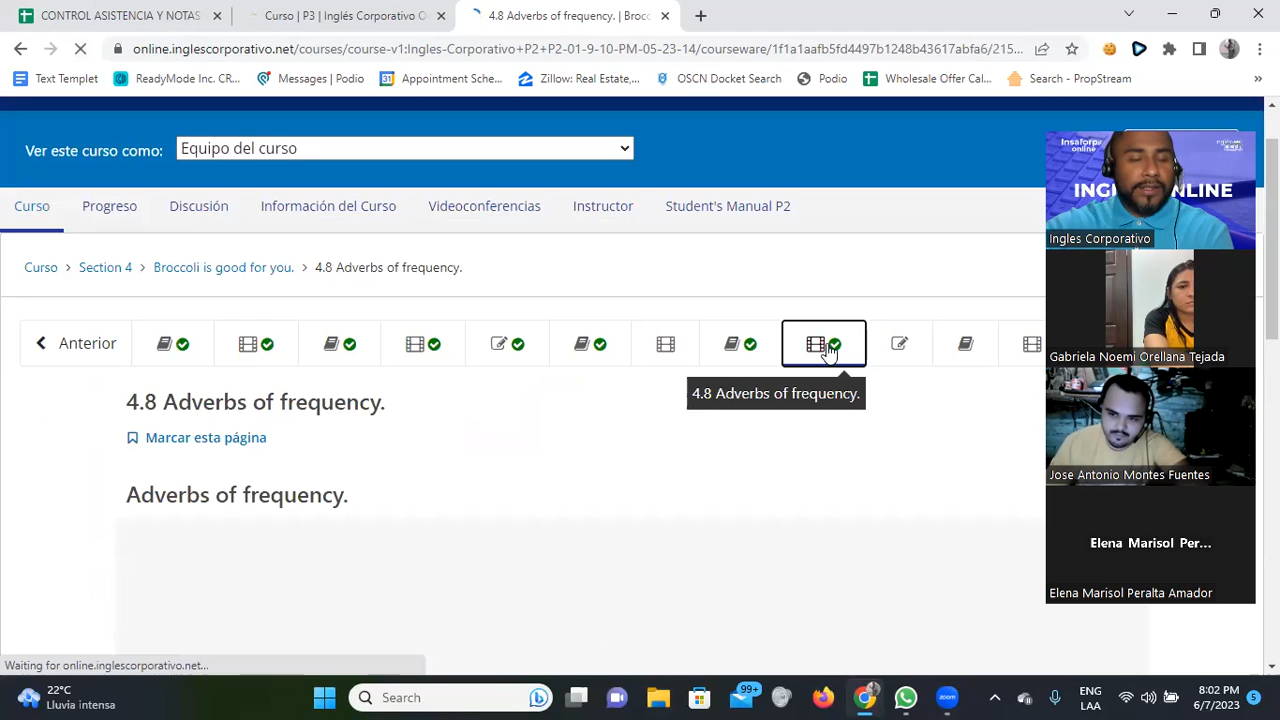 CONTROL ASISTENCIA Y NOTAS
Curso | P3 | Inglés Corporativo O
4.8 Adverbs of frequency. | Brocc
online.inglescorporativo.net/courses/course-v1:Ingles-Corporativo+P2+P2-01-9-10-PM-05-23-14/courseware/1f1a1aafb5fd4497b1248b43617abfa6/215...
Text Templet
ReadyMode Inc. CR...
Messages | Podio
Appointment Sche...
Zillow: Real Estate,...
OSCN Docket Search
Podio
Wholesale Offer Cal...
Search - PropStream
Ver este curso como:
Equipo del curso
Curso
Progreso
Discusión
Información del Curso
Videoconferencias
Instructor
Student's Manual P2
Curso > Section 4 > Broccoli is good for you. > 4.8 Adverbs of frequency.
Anterior
4.8 Adverbs of frequency.
4.8 Adverbs of frequency.
Marcar esta página
Adverbs of frequency.
Ingles Corporativo
Gabriela Noemi Orellana Tejada
Jose Antonio Montes Fuentes
Elena Marisol Per...
Elena Marisol Peralta Amador
Waiting for online.inglescorporativo.net...
22°C
Lluvia intensa
Search
99+
ENG
LAA
8:02 PM
6/7/2023
5